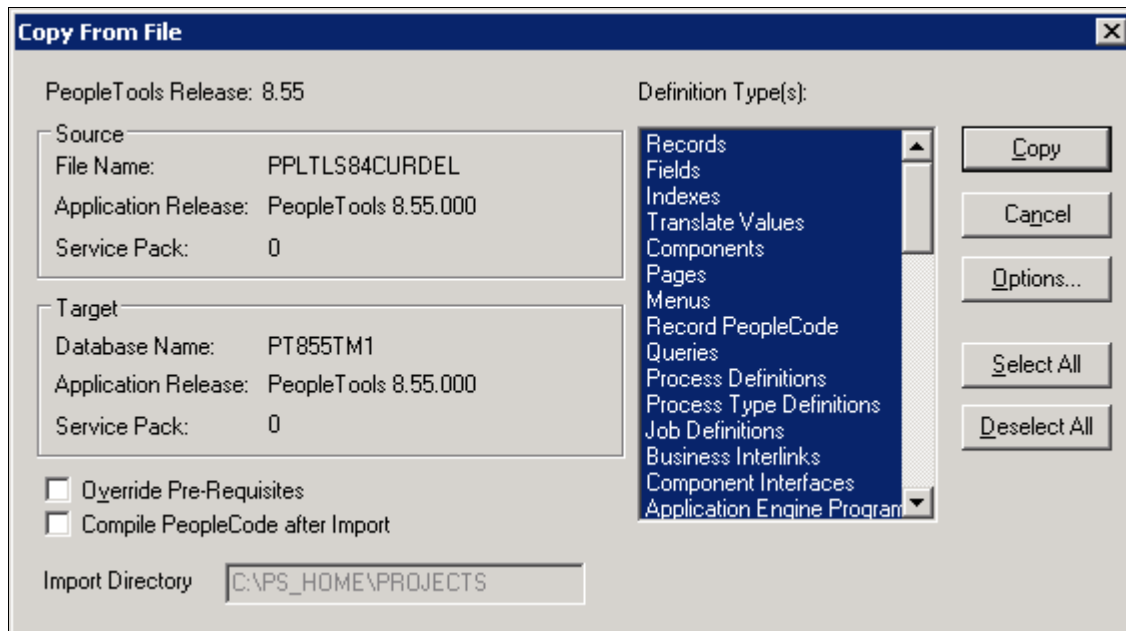 Copy From File
PeopleTools Release: 8.55
Source
File Name: PPLTLS84CURDEL
Application Release: PeopleTools 8.55.000
Service Pack: 0
Target
Database Name: PT855TM1
Application Release: PeopleTools 8.55.000
Service Pack: 0
Override Pre-Requisites
Compile PeopleCode after Import
Import Directory C:\PS_HOME\PROJECTS
Definition Type(s):
Records
Fields
Indexes
Translate Values
Components
Pages
Menus
Record PeopleCode
Queries
Process Definitions
Process Type Definitions
Job Definitions
Business Interlinks
Component Interfaces
Application Engine Program
Copy
Cancel
Options...
Select All
Deselect All